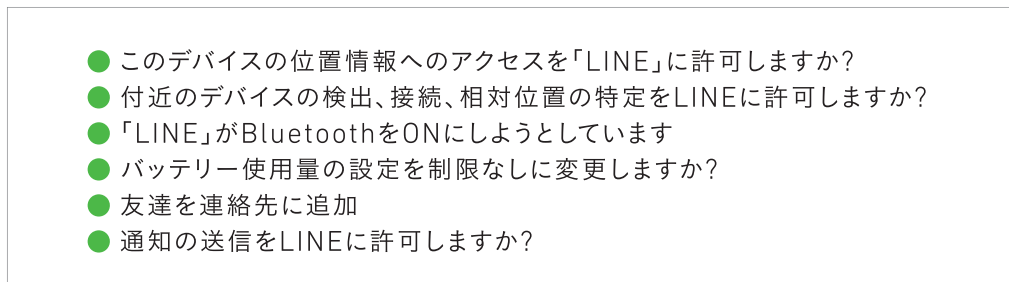 ● このデバイスの位置情報へのアクセスを「LINE」に許可しますか?
● 付近のデバイスの検出、接続、相対位置の特定をLINEに許可しますか?
● 「LINE」がBluetoothをONにしようとしています
● バッテリー使用量の設定を制限なしに変更しますか?
● 友達を連絡先に追加
● 通知の送信をLINEに許可しますか?